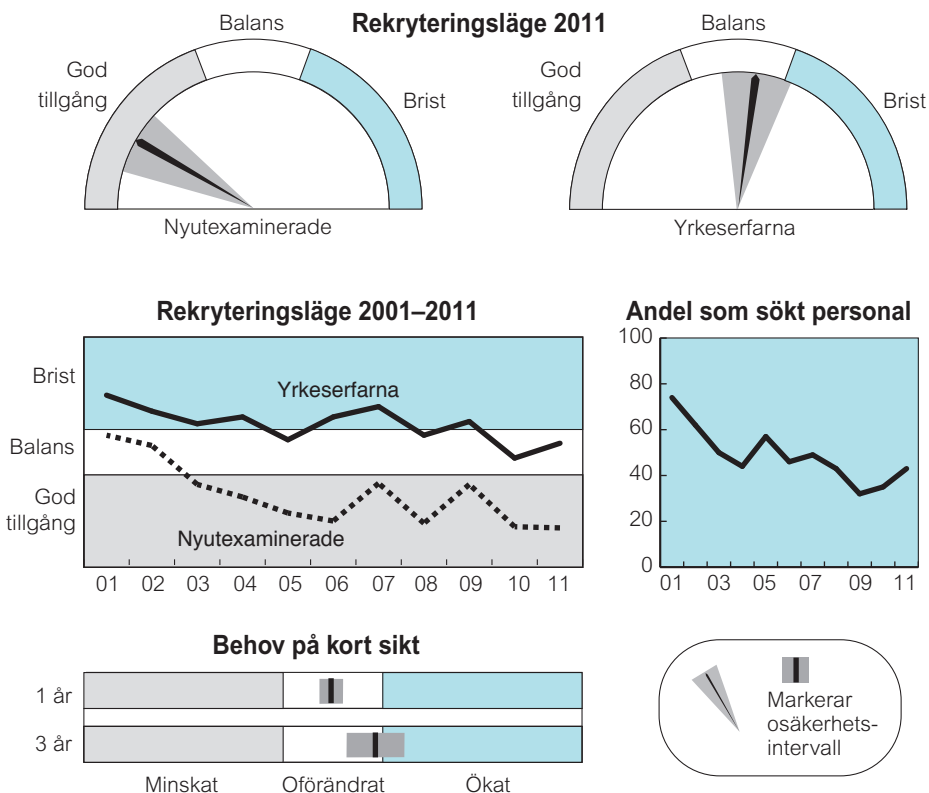 Rekryteringsläge 2011
Balans
God
tillgång
Brist
Nyutexaminerade
Balans
God
tillgång
Brist
Yrkeserfarna
Rekryteringsläge 2001–2011
Brist
Balans
God
tillgång
Yrkeserfarna
Nyutexaminerade
01 02 03 04 05 06 07 08 09 10 11
Andel som sökt personal
100
80
60
40
20
0
01 03 05 07 09 11
Behov på kort sikt
1 år
3 år
Minskat Oförändrat Ökat
Markerar
osäkerhets-
intervall